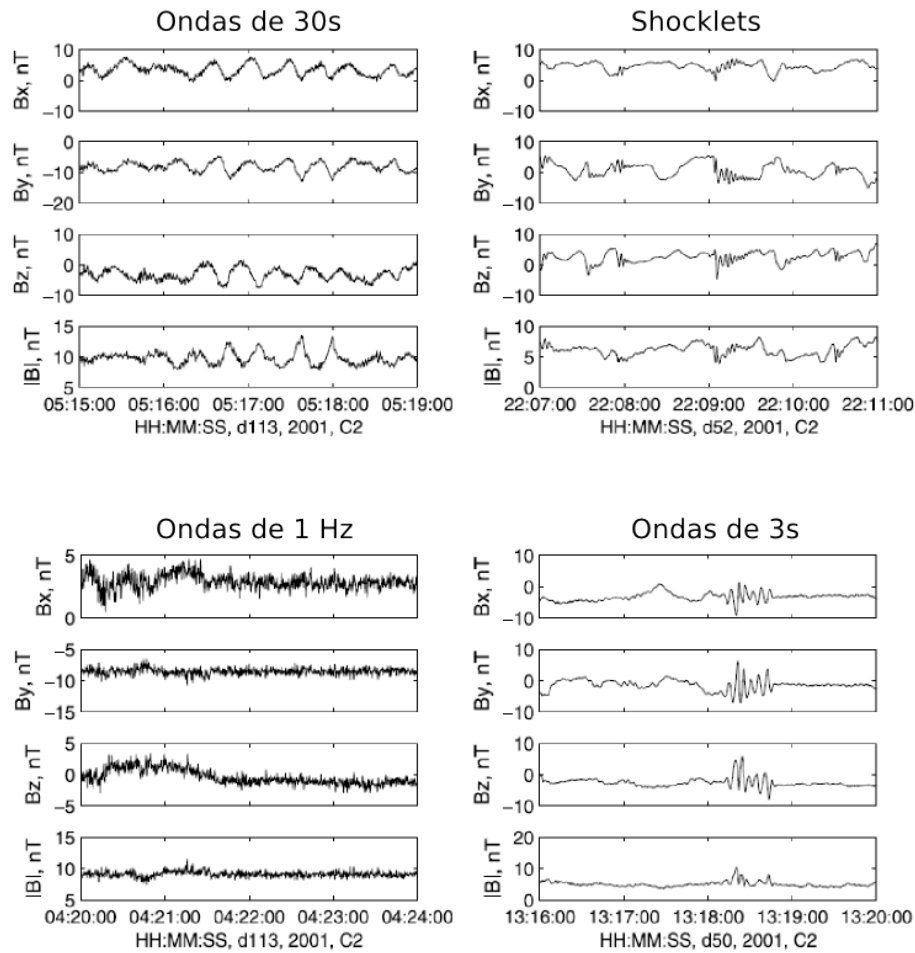 Ondas de 30s
Bx, nT
10
0
−10
By, nT
0
−10
−20
Bz, nT
10
0
−10
|B|, nT
15
10
5
05:15:00 05:16:00 05:17:00 05:18:00 05:19:00
HH:MM:SS, d113, 2001, C2
Shocklets
Bx, nT
10
0
−10
By, nT
10
0
−10
Bz, nT
10
0
−10
|B|, nT
10
5
0
22:07:00 22:08:00 22:09:00 22:10:00 22:11:00
HH:MM:SS, d52, 2001, C2
Ondas de 1 Hz
Bx, nT
5
0
By, nT
−5
−10
−15
Bz, nT
5
0
−5
|B|, nT
15
10
5
04:20:00 04:21:00 04:22:00 04:23:00 04:24:00
HH:MM:SS, d113, 2001, C2
Ondas de 3s
Bx, nT
10
0
−10
By, nT
10
0
−10
Bz, nT
10
0
−10
|B|, nT
20
10
0
13:16:00 13:17:00 13:18:00 13:19:00 13:20:00
HH:MM:SS, d50, 2001, C2